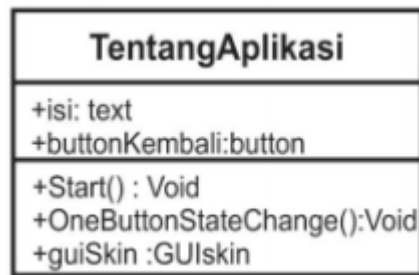 TentangAplikasi
+isi: text
+buttonKembali:button
+Start() : Void
+OneButtonStateChange():Void
+guiSkin :GUIskin